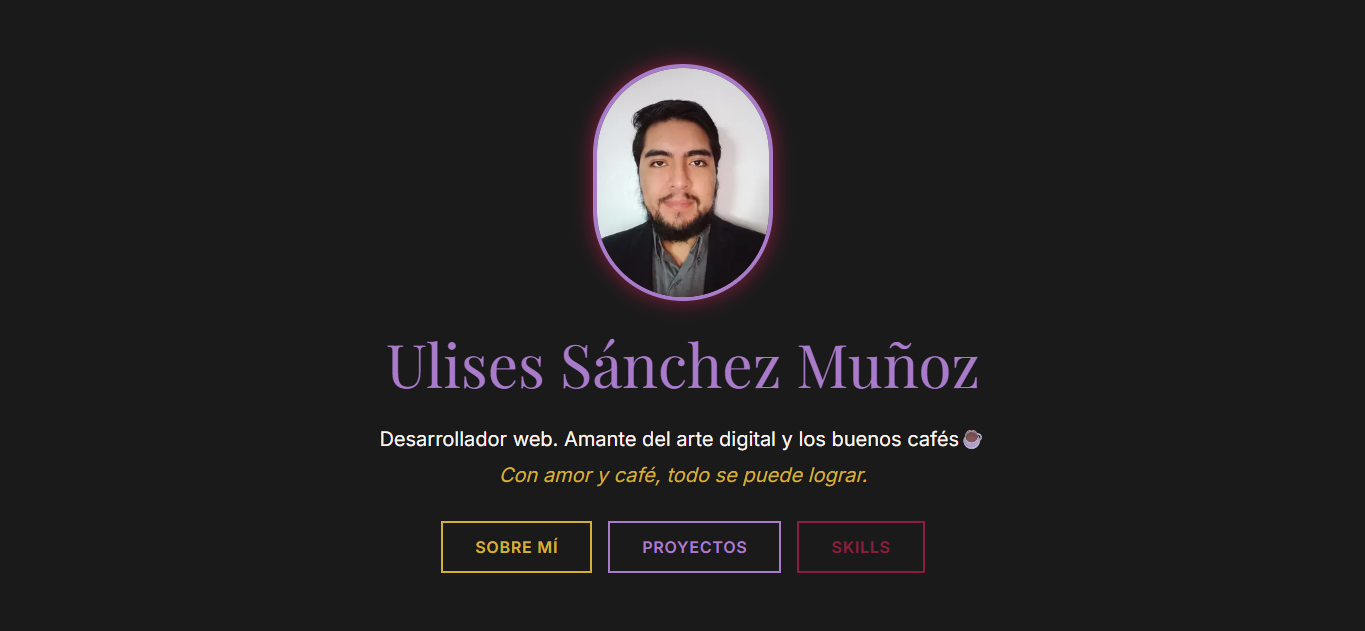 Ulises Sánchez Muñoz
Desarrollador web. Amante del arte digital y los buenos cafés
Con amor y café, todo se puede lograr.
SOBRE MÍ
PROYECTOS
SKILLS